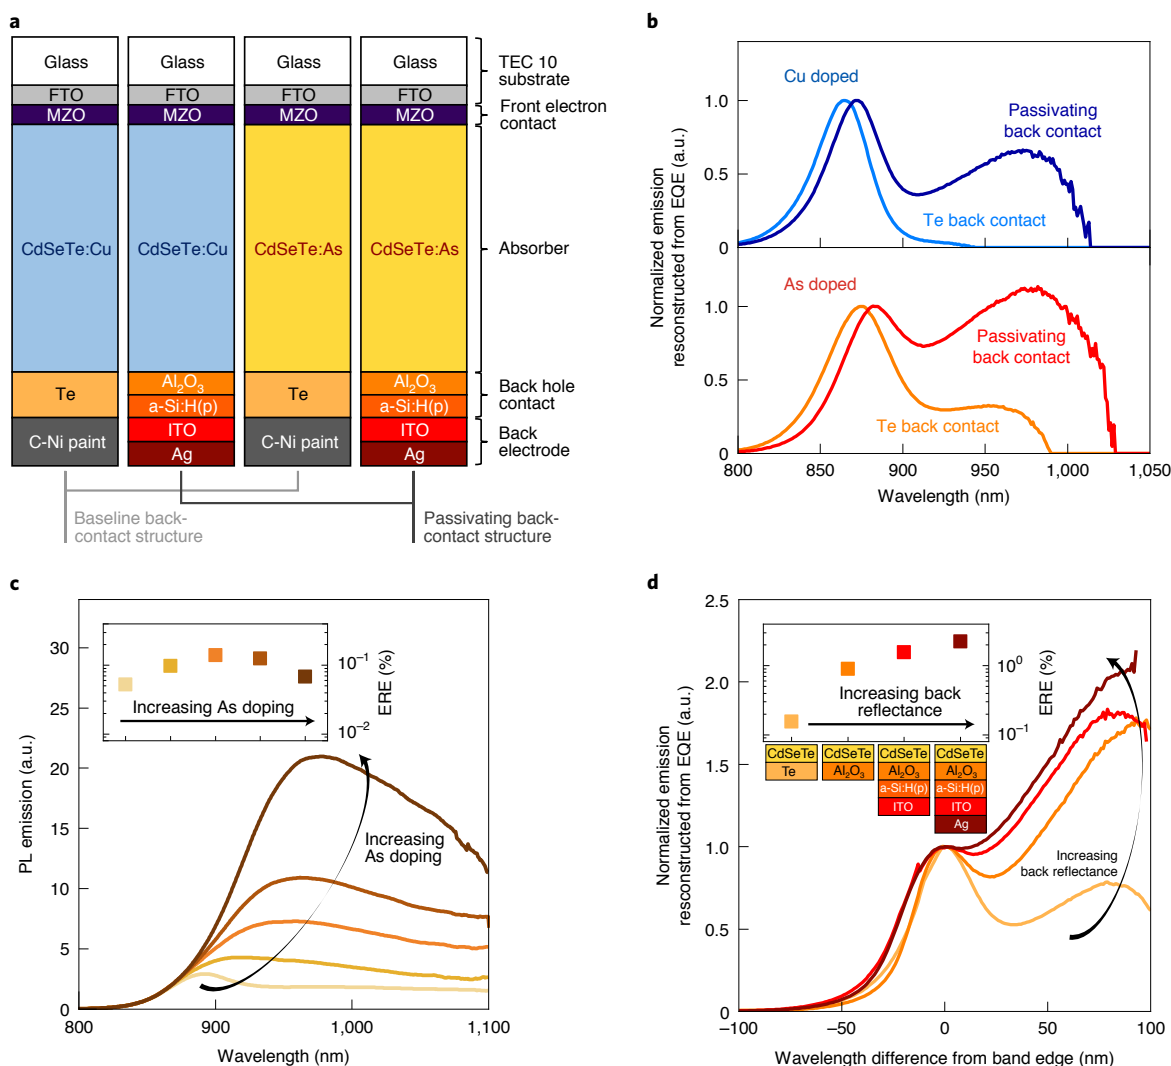 a
Glass
Glass
Glass
Glass
TEC 10
substrate
FTO
FTO
FTO
FTO
MZO
MZO
MZO
MZO
Front electron
contact
CdSeTe:Cu
CdSeTe:Cu
CdSeTe:As
CdSeTe:As
Absorber
Te
Al2O3
a-Si:H(p)
Te
Al2O3
a-Si:H(p)
Back hole
contact
C-Ni paint
ITO
Ag
C-Ni paint
ITO
Ag
Back
electrode
Baseline back-
contact structure
Passivating back-
contact structure
b
Normalized emission
resconstructed from EQE (a.u.)
1.0
0.5
0
1.0
0.5
0
Cu doped
Passivating
back contact
Te back contact
As doped
Passivating
back contact
Te back contact
800
850
900
950
1,000
1,050
Wavelength (nm)
c
PL emission (a.u.)
30
25
20
15
10
5
0
Increasing As doping
10–1
10–2
ERE (%)
Increasing
As doping
800
900
1,000
1,100
Wavelength (nm)
d
Normalized emission
resconstructed from EQE (a.u.)
2.5
2.0
1.5
1.0
0.5
0
Increasing back
reflectance
100
10–1
ERE (%)
CdSeTe
Te
CdSeTe
Al2O3
CdSeTe
Al2O3
a-Si:H(p)
ITO
CdSeTe
Al2O3
a-Si:H(p)
ITO
Ag
Increasing
back reflectance
–100
–50
0
50
100
Wavelength difference from band edge (nm)